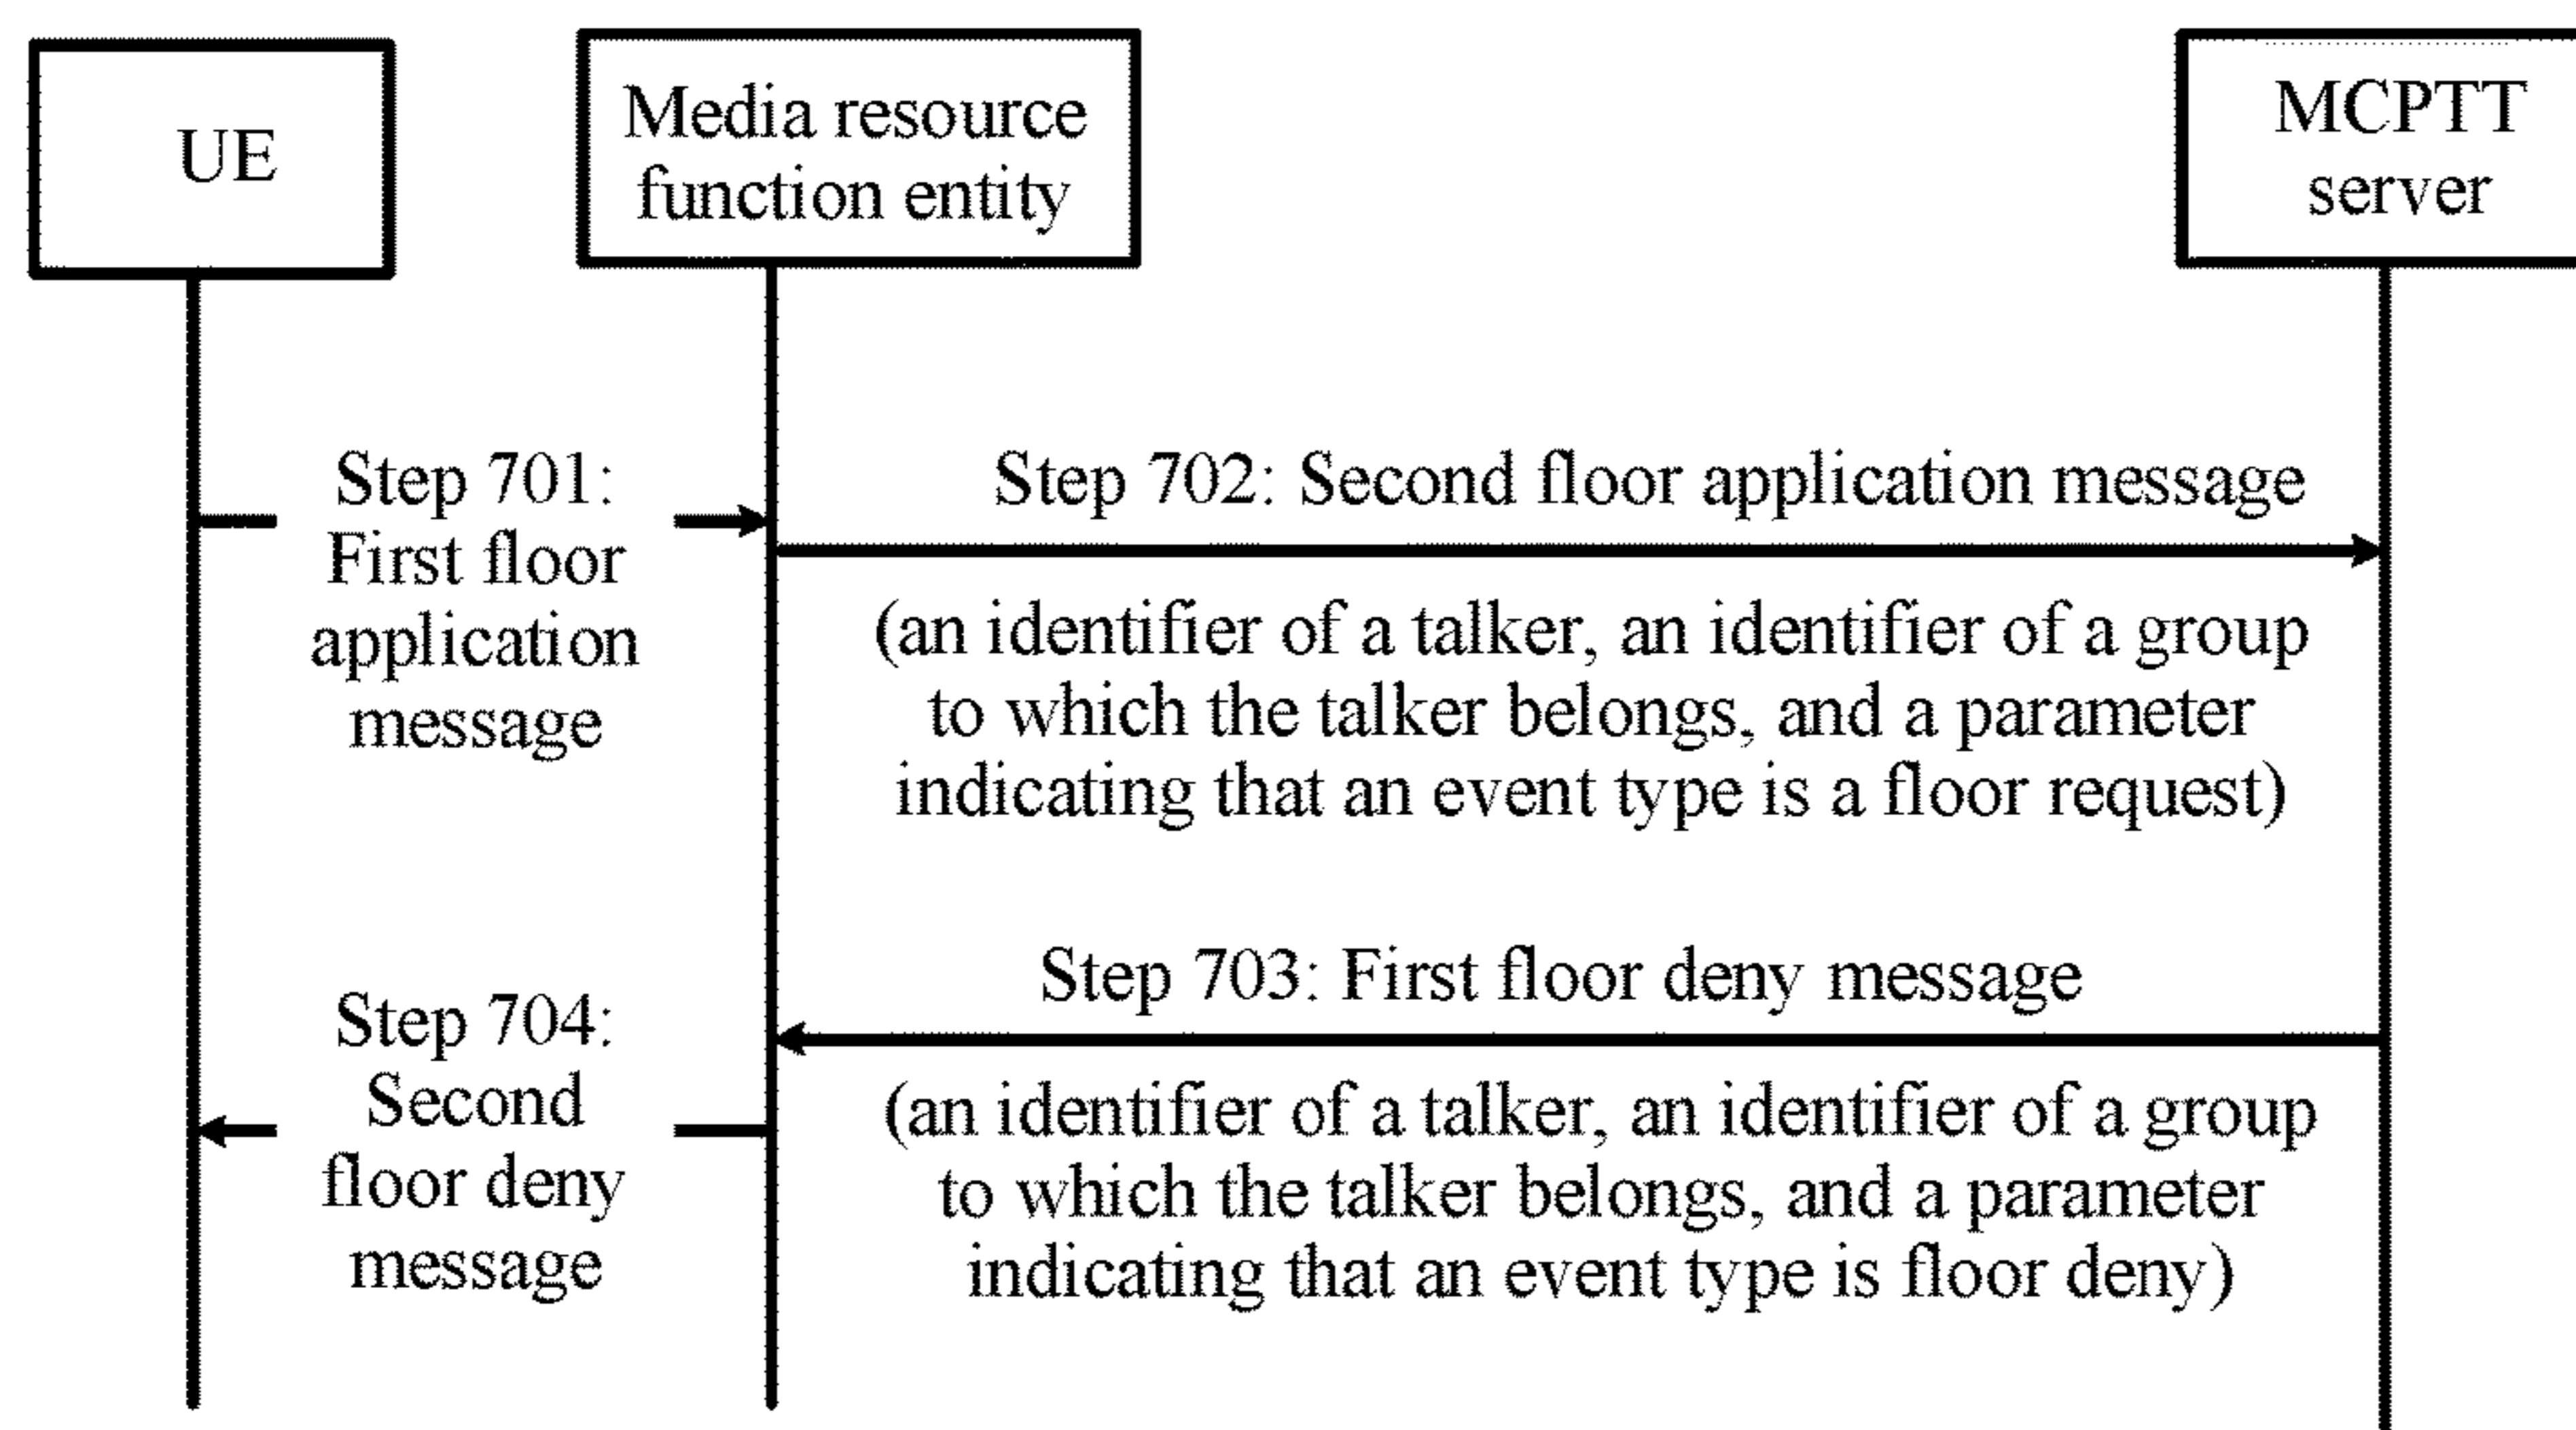 UE
Media resource
function entity
MCPTT
server
Step 701:
First floor
application
message
Step 702: Second floor application message
(an identifier of a talker, an identifier of a group
to which the talker belongs, and a parameter
indicating that an event type is a floor request)
Step 703: First floor deny message
(an identifier of a talker, an identifier of a group
to which the talker belongs, and a parameter
indicating that an event type is floor deny)
Step 704:
Second
floor deny
message